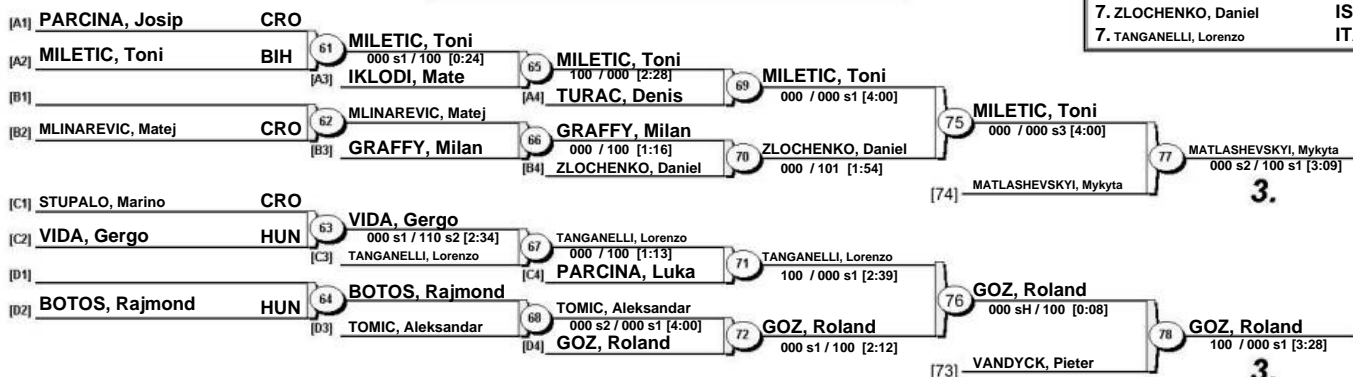 7. ZLOCHENKO, Daniel IS
7. TANGANELLI, Lorenzo ITA
[A1] PARCINA, Josip CRO
[A2] MILETIC, Toni BIH
61
MILETIC, Toni
000 s1 / 100 [0:24]
[A3] IKLODI, Mate
65
MILETIC, Toni
100 / 000 [2:28]
[A4] TURAC, Denis
69
MILETIC, Toni
000 / 000 s1 [4:00]
[B1]
[B2] MLINAREVIC, Matej CRO
62
MLINAREVIC, Matej
[B3] GRAFFY, Milan
66
GRAFFY, Milan
000 / 100 [1:16]
[B4] ZLOCHENKO, Daniel
70
ZLOCHENKO, Daniel
000 / 101 [1:54]
75
MILETIC, Toni
000 / 000 s3 [4:00]
[74] MATLASHEVSKYI, Mykyta
77
MATLASHEVSKYI, Mykyta
000 s2 / 100 s1 [3:09]
3.
[C1] STUPALO, Marino CRO
[C2] VIDA, Gergo HUN
63
VIDA, Gergo
000 s1 / 110 s2 [2:34]
[C3] TANGANELLI, Lorenzo
67
TANGANELLI, Lorenzo
000 / 100 [1:13]
[C4] PARCINA, Luka
71
TANGANELLI, Lorenzo
100 / 000 s1 [2:39]
[D1]
[D2] BOTOS, Rajmond HUN
64
BOTOS, Rajmond
[D3] TOMIC, Aleksandar
68
TOMIC, Aleksandar
000 s2 / 000 s1 [4:00]
[D4] GOZ, Roland
72
GOZ, Roland
000 s1 / 100 [2:12]
76
GOZ, Roland
000 sH / 100 [0:08]
[73] VANDYCK, Pieter
78
GOZ, Roland
100 / 000 s1 [3:28]
3.